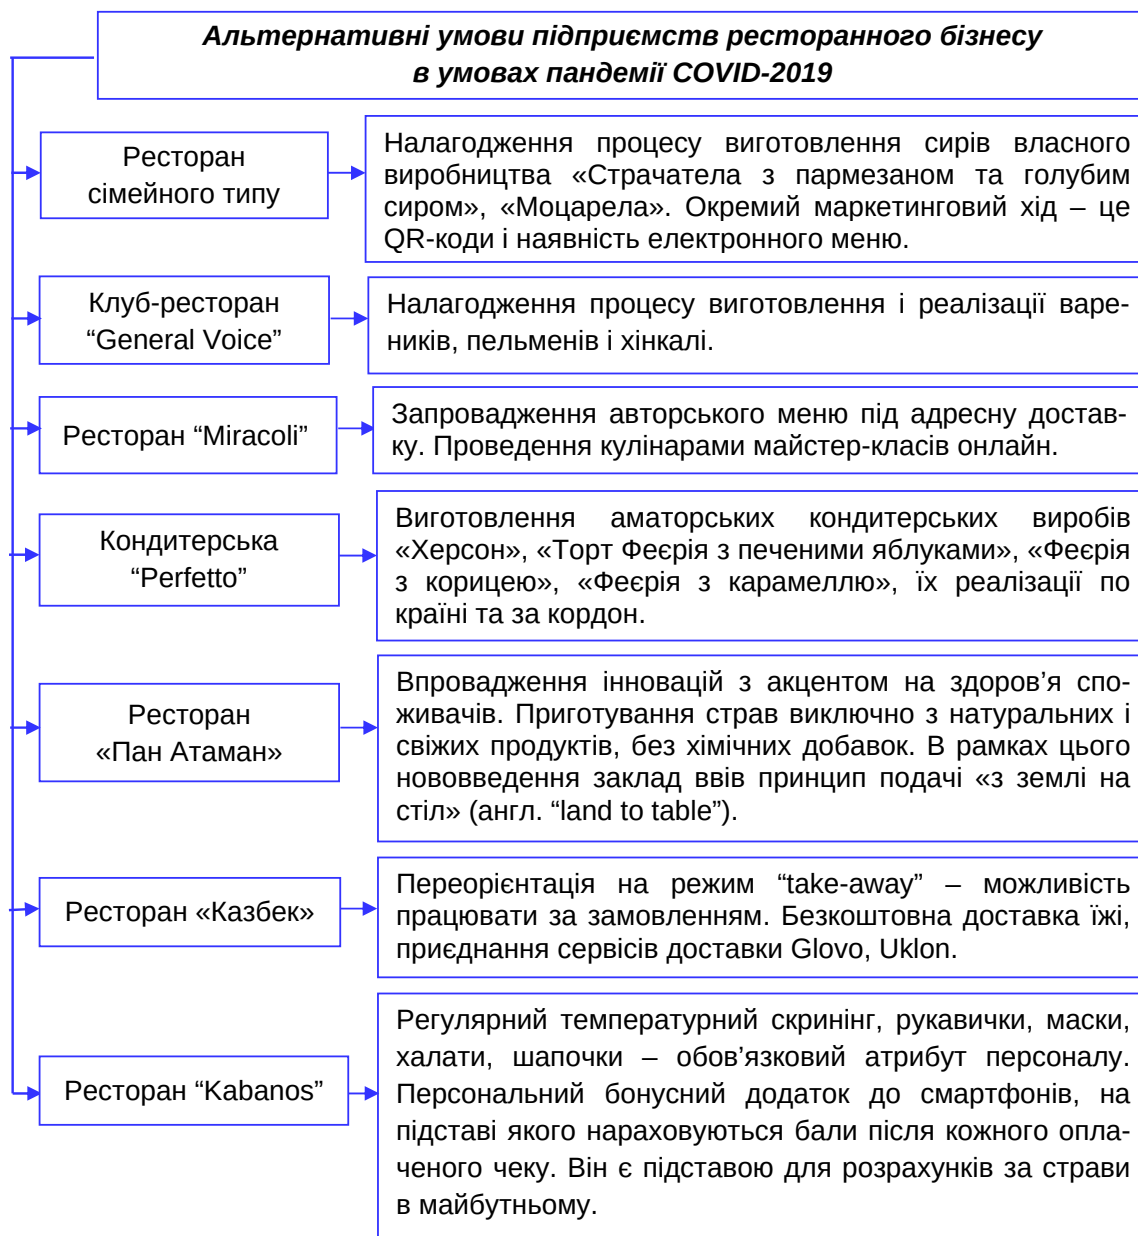 Альтернативні умови підприємств ресторанного бізнесу
в умовах пандемії COVID-2019
Ресторан
сімейного типу
Налагодження процесу виготовлення сирів власного
виробництва «Страчатела з пармезаном та голубим
сиром», «Моцарела». Окремий маркетинговий хід – це
QR-коди і наявність електронного меню.
Клуб-ресторан
“General Voice”
Налагодження процесу виготовлення і реалізації варе-
ників, пельменів і хінкалі.
Ресторан “Miracoli”
Запровадження авторського меню під адресну достав-
ку. Проведення кулінарами майстер-класів онлайн.
Кондитерська
“Perfetto”
Виготовлення аматорських кондитерських виробів
«Херсон», «Торт Феєрія з печеними яблуками», «Феєрія
з корицею», «Феєрія з карамеллю», їх реалізації по
країні та за кордон.
Ресторан
«Пан Атаман»
Впровадження інновацій з акцентом на здоров’я спо-
живачів. Приготування страв виключно з натуральних і
свіжих продуктів, без хімічних добавок. В рамках цього
нововведення заклад ввів принцип подачі «з землі на
стіл» (англ. “land to table”).
Ресторан «Казбек»
Переорієнтація на режим “take-away” – можливість
працювати за замовленням. Безкоштовна доставка їжі,
приєднання сервісів доставки Glovo, Uklon.
Ресторан “Kabanos”
Регулярний температурний скринінг, рукавички, маски,
халати, шапочки – обов’язковий атрибут персоналу.
Персональний бонусний додаток до смартфонів, на
підставі якого нараховуються бали після кожного опла-
ченого чеку. Він є підставою для розрахунків за страви
в майбутньому.